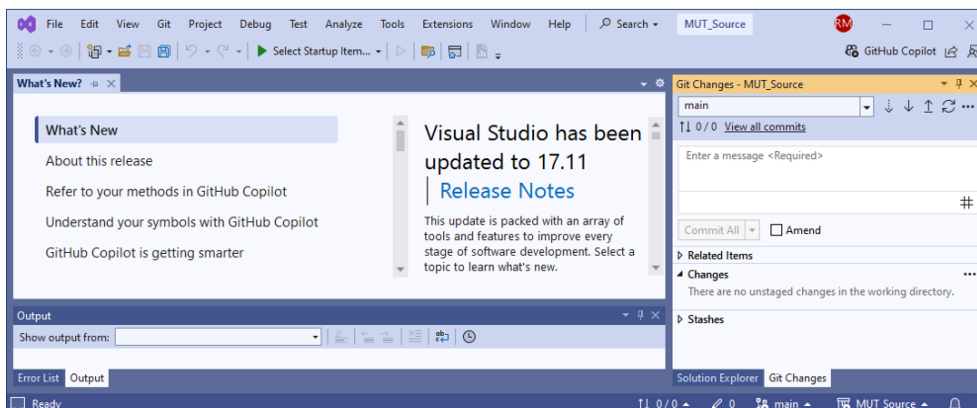 File Edit View Git Project Debug Test Analyze Tools Extensions Window Help Search MUT_Source RM
Select Startup Item... GitHub Copilot
What's New?
What's New
About this release
Refer to your methods in GitHub Copilot
Understand your symbols with GitHub Copilot
GitHub Copilot is getting smarter
Visual Studio has been
updated to 17.11
Release Notes
This update is packed with an array of
tools and features to improve every
stage of software development. Select a
topic to learn what's new.
Output
Show output from:
Error List Output
Git Changes - MUT_Source
main
0 / 0 View all commits
Enter a message <Required>
Commit All Amend
Related Items
Changes
There are no unstaged changes in the working directory.
Stashes
Solution Explorer Git Changes
Ready 0 / 0 0 main MUT Source